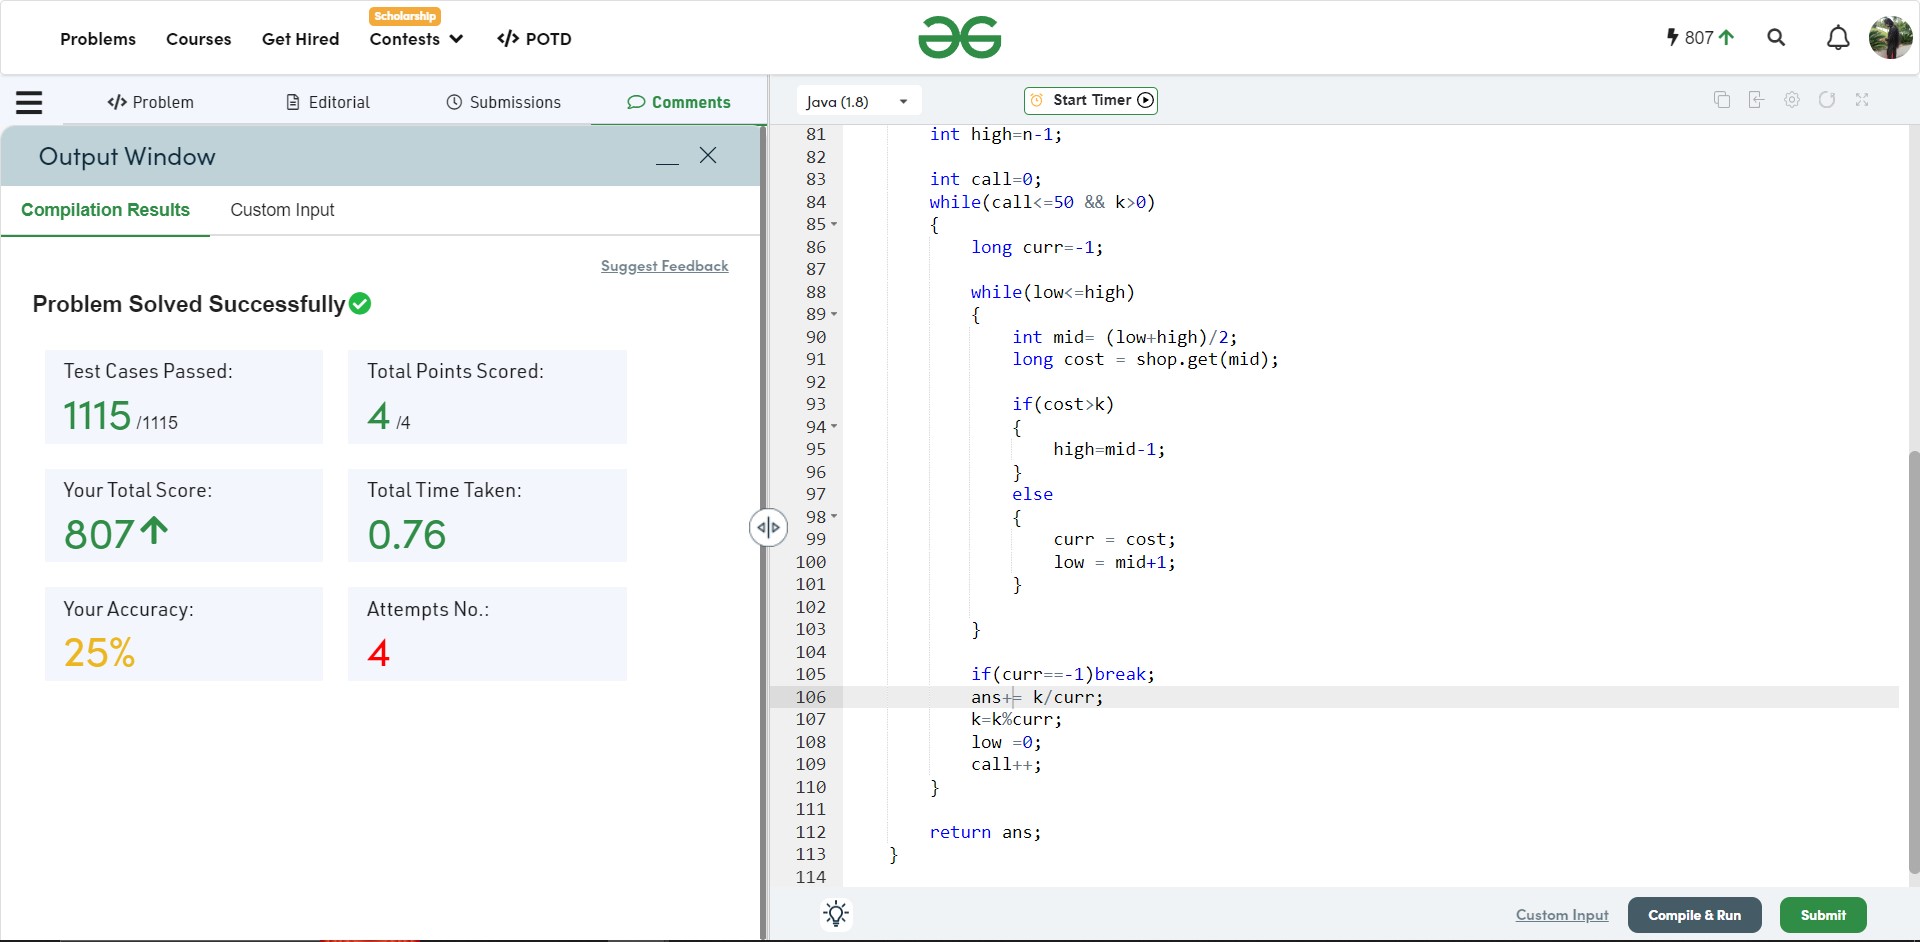 Problems
Courses
Get Hired
Scholarship
Contests
</> POTD
807
</> Problem
Editorial
Submissions
Comments
Output Window
Compilation Results
Custom Input
Suggest Feedback
Problem Solved Successfully
Test Cases Passed:
1115 /1115
Total Points Scored:
4 /4
Your Total Score:
807
Total Time Taken:
0.76
Your Accuracy:
25%
Attempts No.:
4
Java (1.8)
Start Timer
81 int high=n-1;
82
83 int call=0;
84 while(call<=50 && k>0)
85 {
86 long curr=-1;
87
88 while(low<=high)
89 {
90 int mid= (low+high)/2;
91 long cost = shop.get(mid);
92
93 if(cost>k)
94 {
95 high=mid-1;
96 }
97 else
98 {
99 curr = cost;
100 low = mid+1;
101 }
102
103 }
104
105 if(curr==-1)break;
106 ans+= k/curr;
107 k=k%curr;
108 low =0;
109 call++;
110 }
111
112 return ans;
113 }
114
Custom Input
Compile & Run
Submit